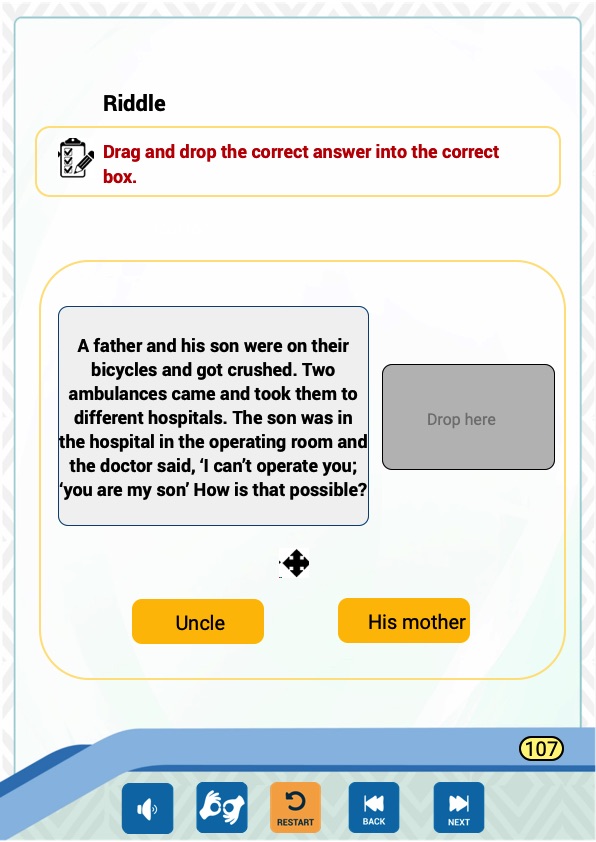 Riddle
Drag and drop the correct answer into the correct
box.
A father and his son were on their
bicycles and got crushed. Two
ambulances came and took them to
different hospitals. The son was in
the hospital in the operating room and
the doctor said, ‘I can’t operate you;
‘you are my son’ How is that possible?
Drop here
Uncle
His mother
107
RESTART
BACK
NEXT